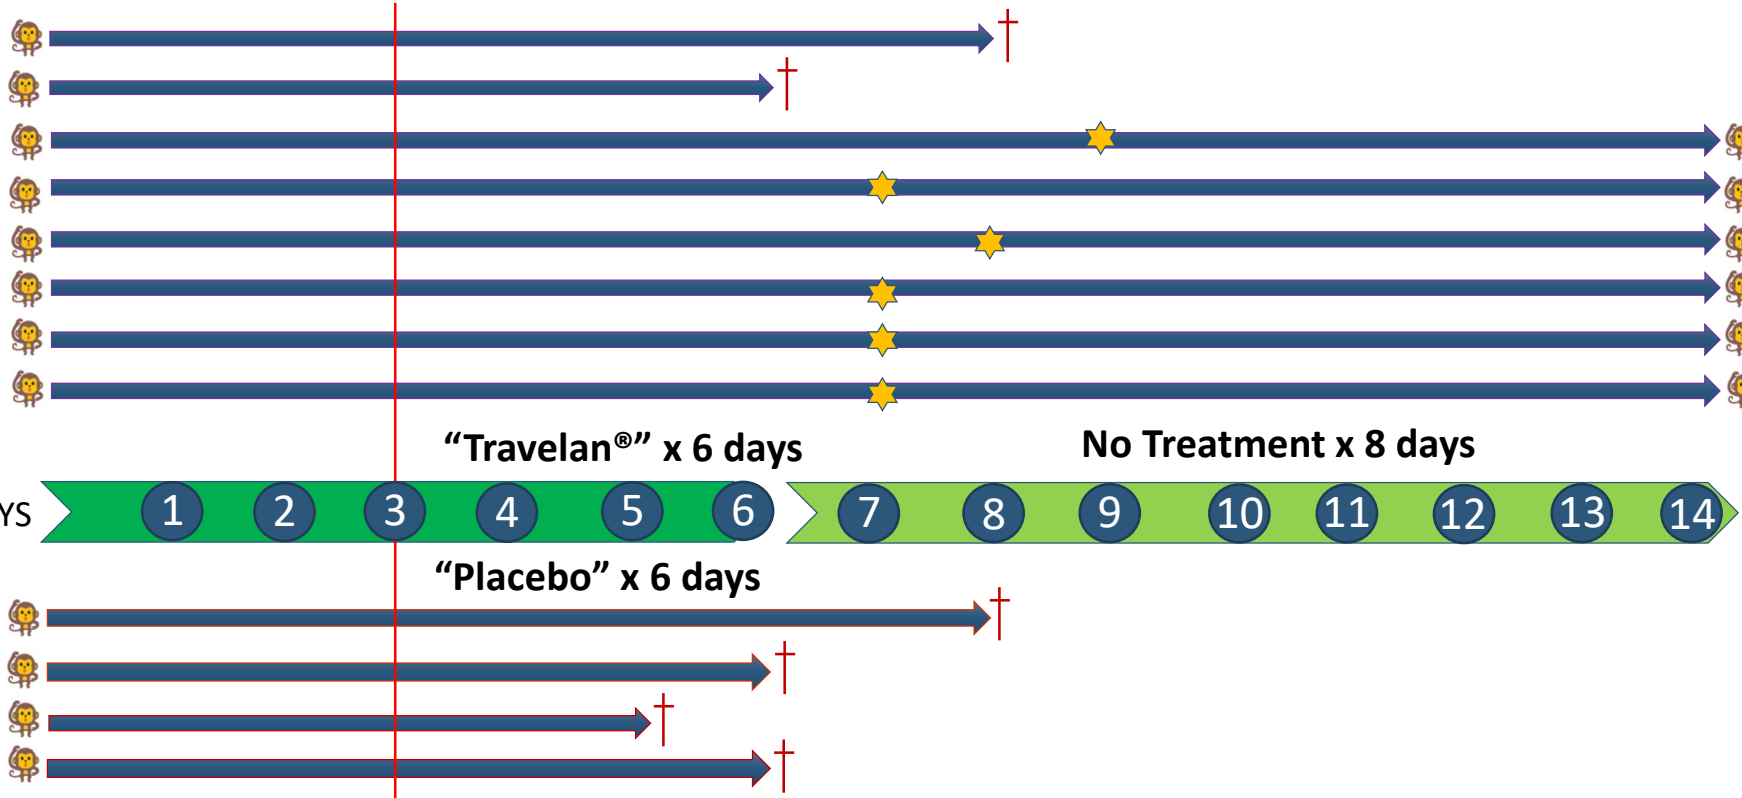 “Travelan®” x 6 days
No Treatment x 8 days
YS
1 2 3 4 5 6 7 8 9 10 11 12 13 14
“Placebo” x 6 days